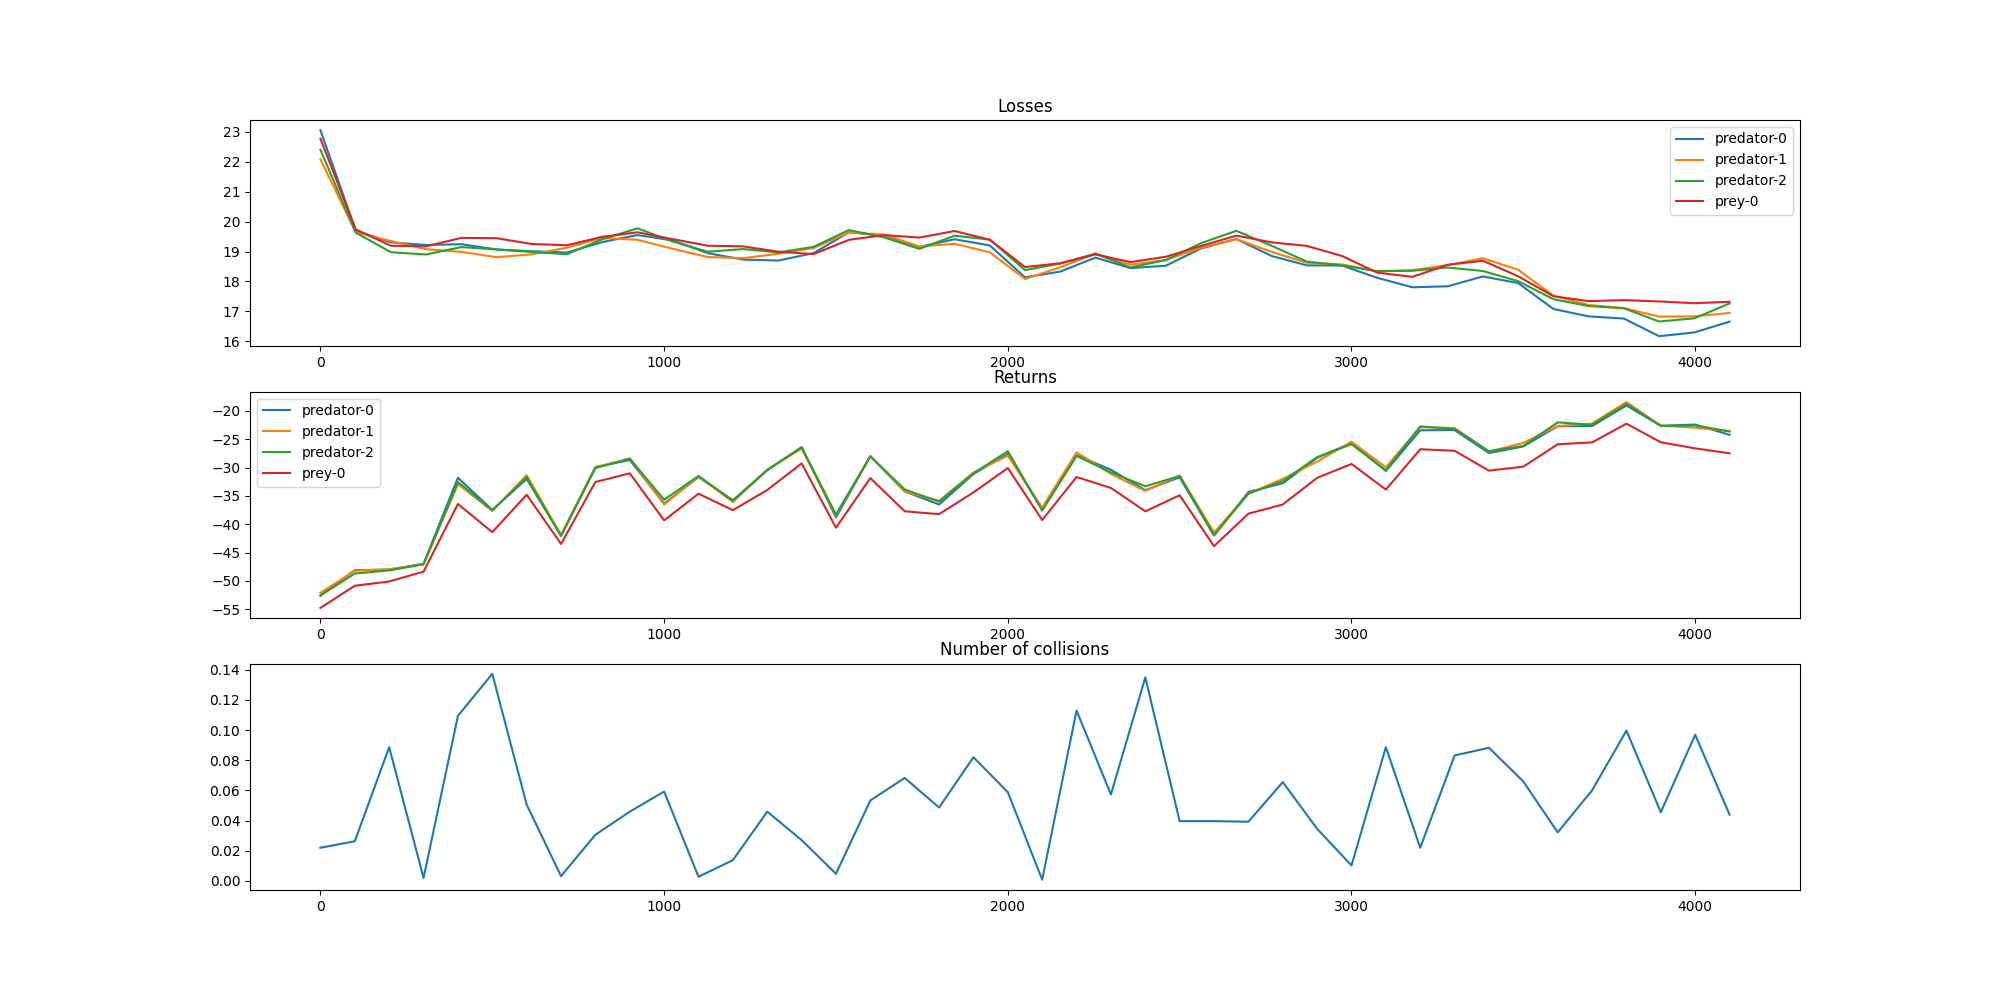 Losses
23
22
21
20
19
18
17
16
predator-0
predator-1
predator-2
prey-0
0 1000 2000 3000 4000
Returns
−20
−25
−30
−35
−40
−45
−50
−55
predator-0
predator-1
predator-2
prey-0
0 1000 2000 3000 4000
Number of collisions
0.14
0.12
0.10
0.08
0.06
0.04
0.02
0.00
0 1000 2000 3000 4000